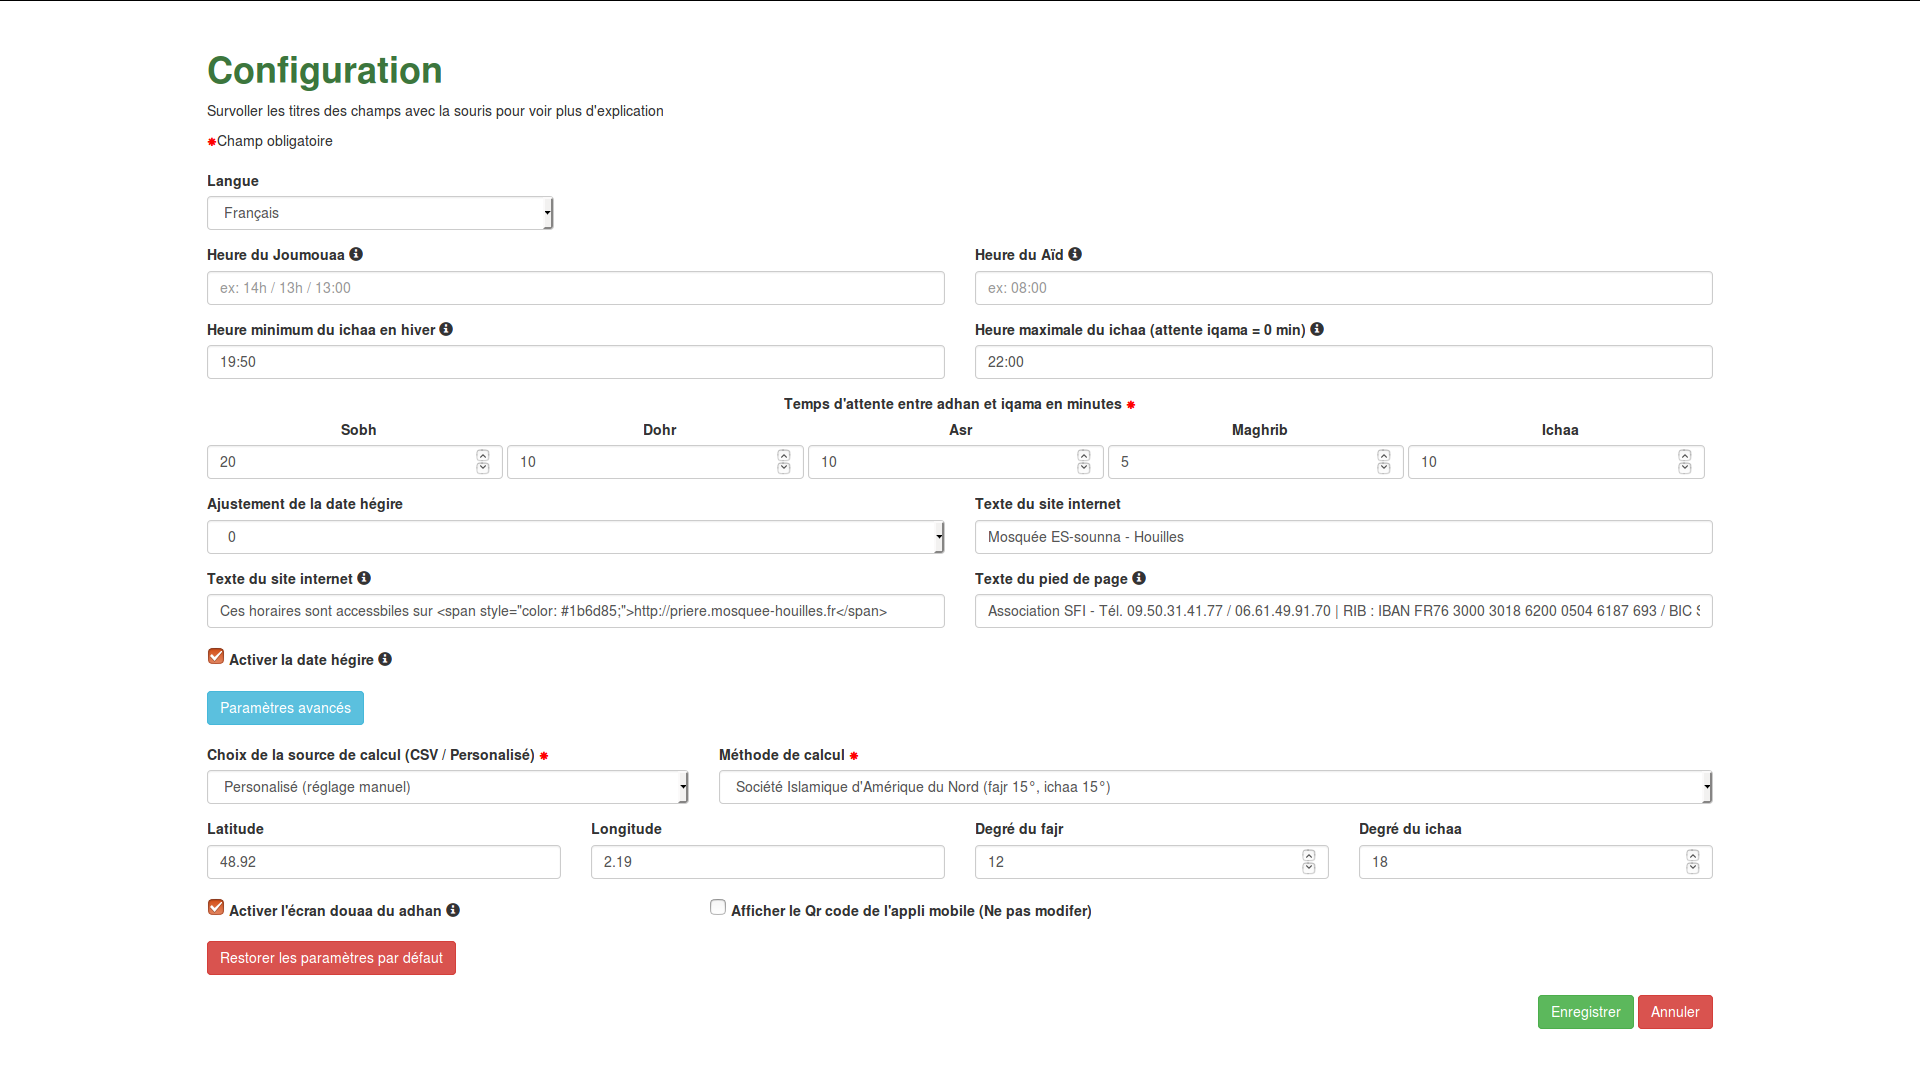 Configuration
Survoller les titres des champs avec la souris pour voir plus d'explication
*Champ obligatoire
Langue
Français
Heure du Joumouaa
Heure du Aïd
ex: 14h / 13h / 13:00
ex: 08:00
Heure minimum du ichaa en hiver
Heure maximale du ichaa (attente iqama = 0 min)
19:50
22:00
Temps d'attente entre adhan et iqama en minutes *
Sobh Dohr Asr Maghrib Ichaa
20 10 10 5 10
Ajustement de la date hégire
Texte du site internet
0
Mosquée ES-sounna - Houilles
Texte du site internet
Texte du pied de page
Ces horaires sont accessbiles sur <span style="color: #1b6d85;">http://priere.mosquee-houilles.fr</span>
Association SFI - Tél. 09.50.31.41.77 / 06.61.49.91.70 | RIB : IBAN FR76 3000 3018 6200 0504 6187 693 / BIC
Activer la date hégire
Paramètres avancés
Choix de la source de calcul (CSV / Personalisé) *
Méthode de calcul *
Personalisé (réglage manuel)
Société Islamique d'Amérique du Nord (fajr 15°, ichaa 15°)
Latitude Longitude Degré du fajr Degré du ichaa
48.92 2.19 12 18
Activer l'écran douaa du adhan
Afficher le Qr code de l'appli mobile (Ne pas modifer)
Restorer les paramètres par défaut
Enregistrer Annuler